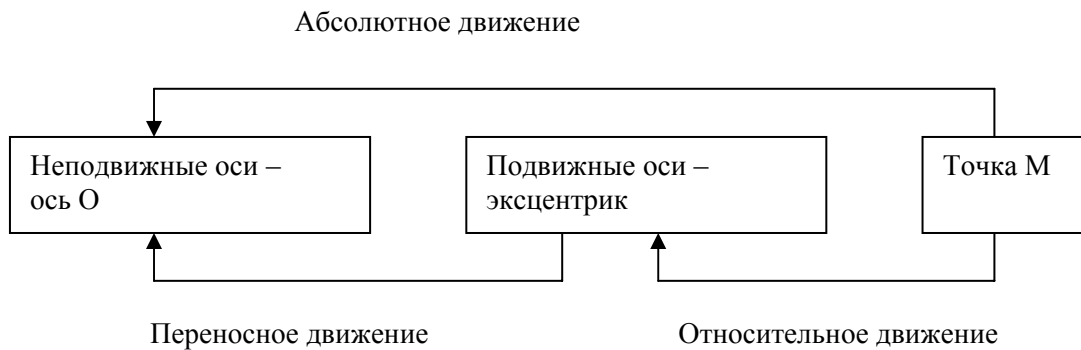 Абсолютное движение
Неподвижные оси –
ось О
Подвижные оси –
эксцентрик
Точка М
Переносное движение
Относительное движение